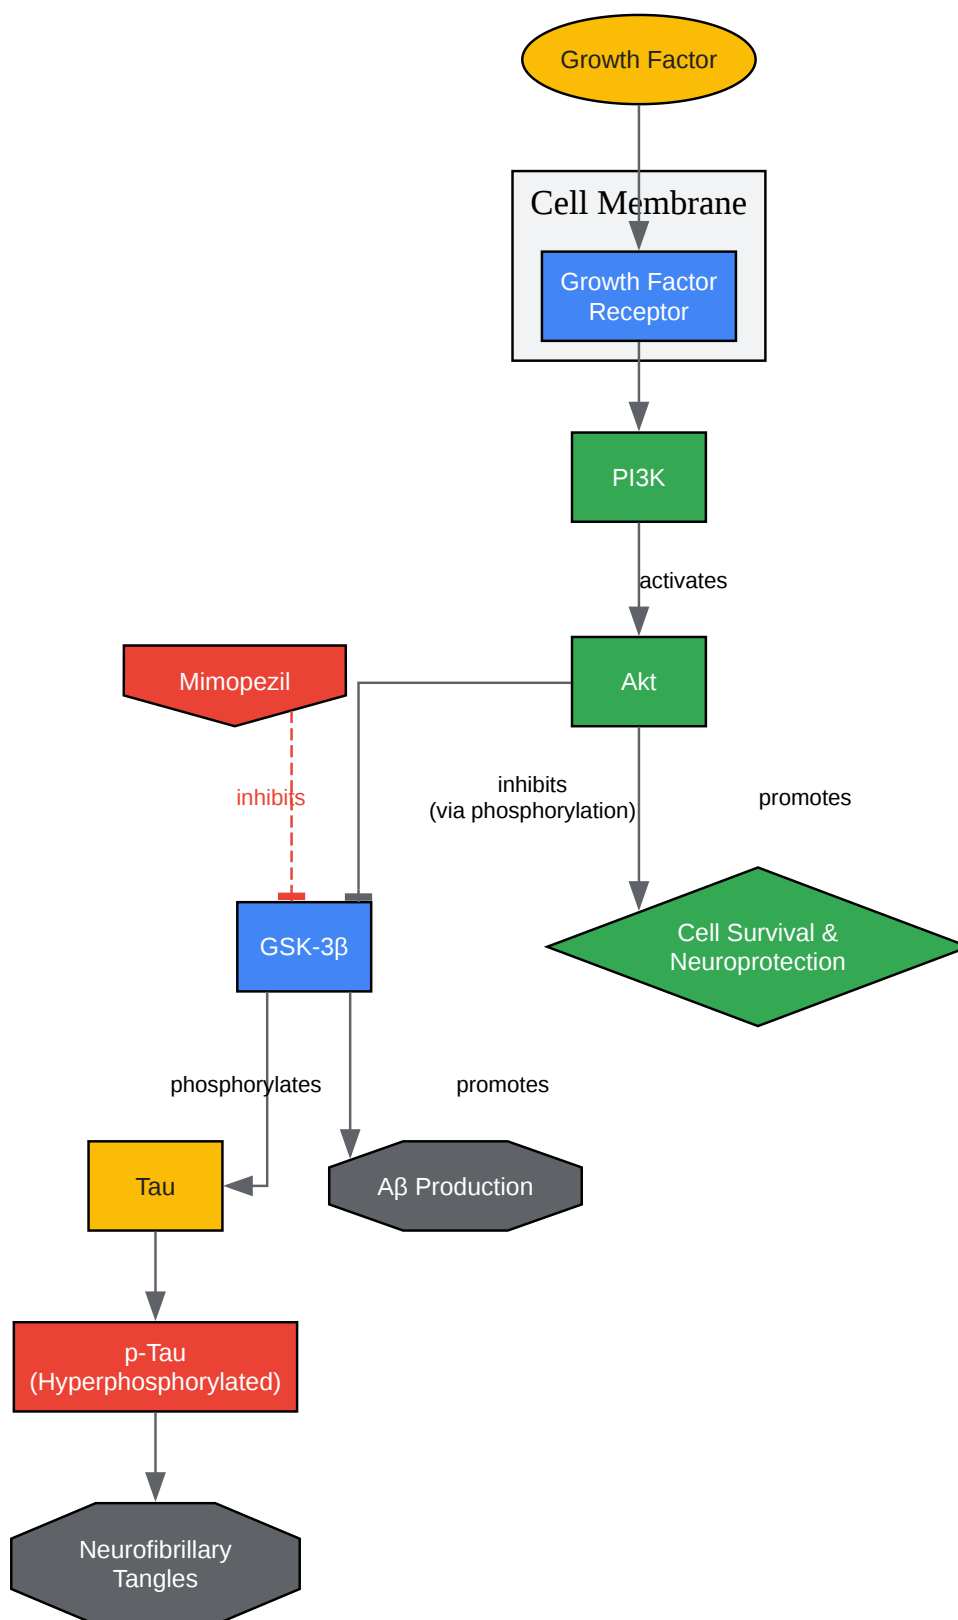 Growth Factor
Cell Membrane
Growth Factor
Receptor
PI3K
activates
Mimopezil
Akt
inhibits
inhibits
(via phosphorylation)
promotes
GSK-3β
Cell Survival &
Neuroprotection
phosphorylates
promotes
Tau
Aβ Production
p-Tau
(Hyperphosphorylated)
Neurofibrillary
Tangles